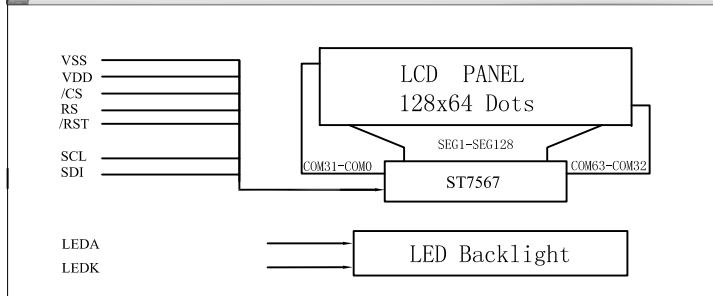 VSS
VDD
/CS
RS
/RST
SCL
SDI
LCD PANEL
128x64 Dots
SEG1-SEG128
COM31-COM0
COM63-COM32
ST7567
LEDA
LEDK
LED Backlight